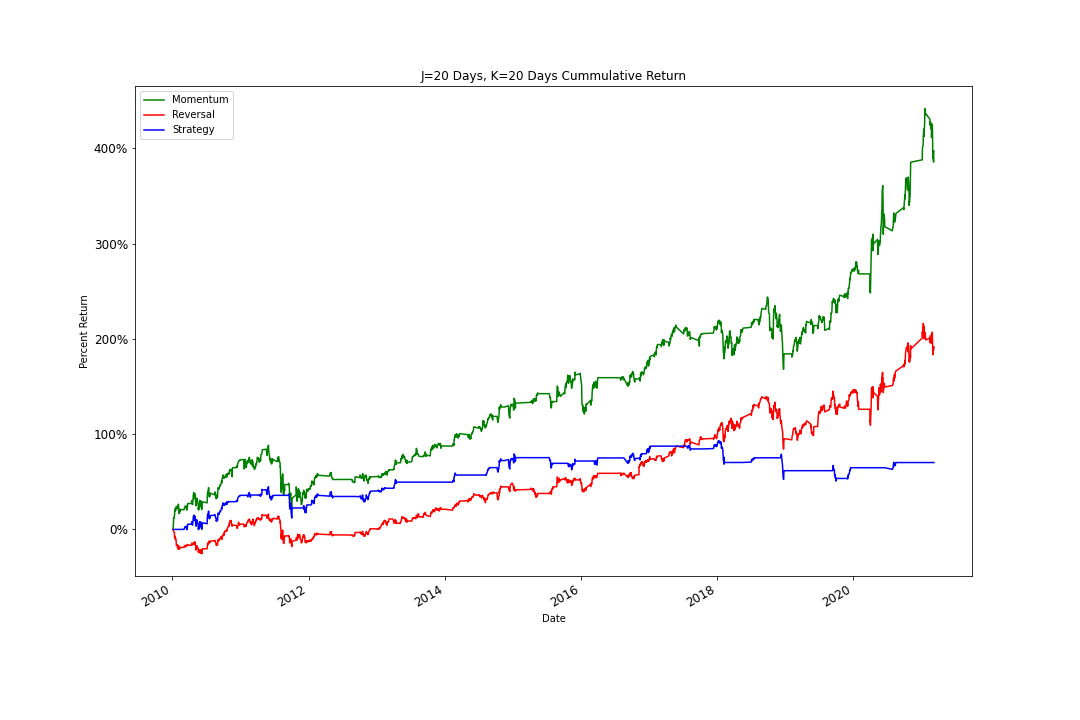 J=20 Days, K=20 Days Cummulative Return
Momentum
Reversal
Strategy
400%
300%
200%
100%
0%
Percent Return
2010
2012
2014
2016
2018
2020
Date